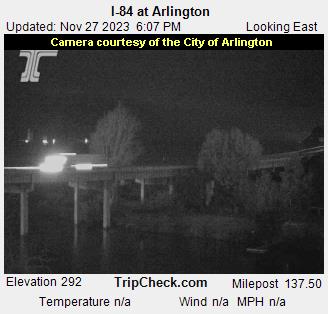 I-84 at Arlington
Updated: Nov 27 2023 6:07 PM Looking East
Camera courtesy of the City of Arlington
Elevation 292 TripCheck.com Milepost 137.50
Temperature n/a Wind n/a MPH n/a